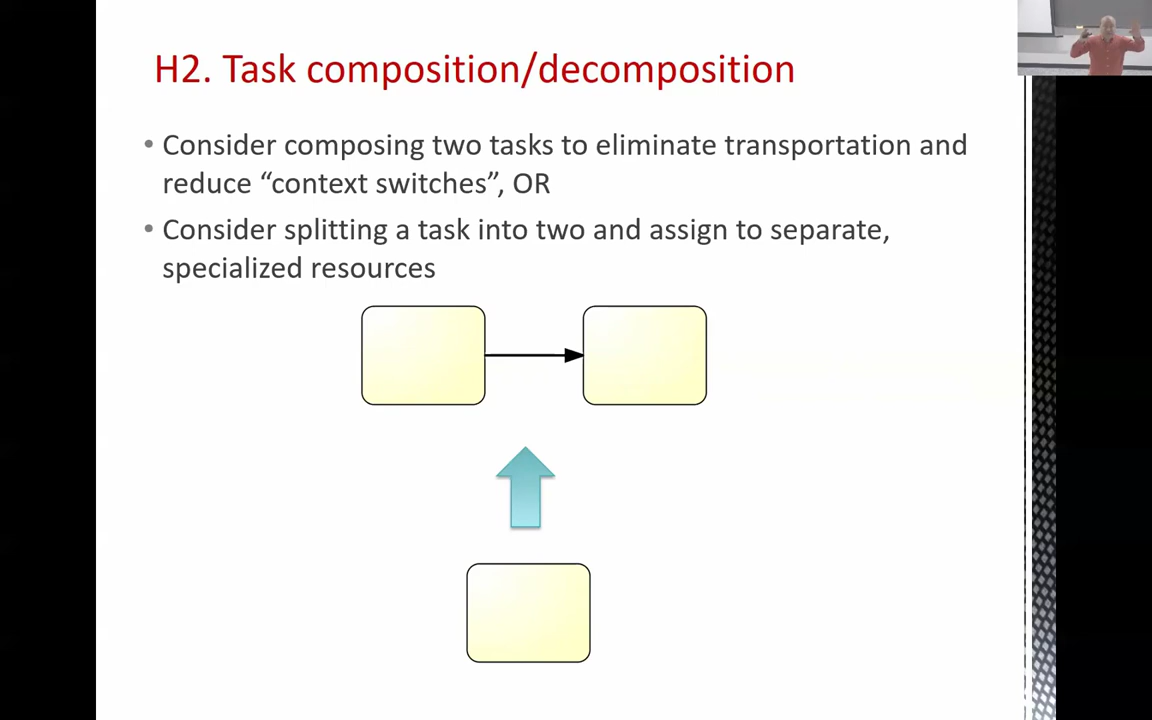 H2. Task composition/decomposition
• Consider composing two tasks to eliminate transportation and
reduce “context switches”, OR
• Consider splitting a task into two and assign to separate,
specialized resources